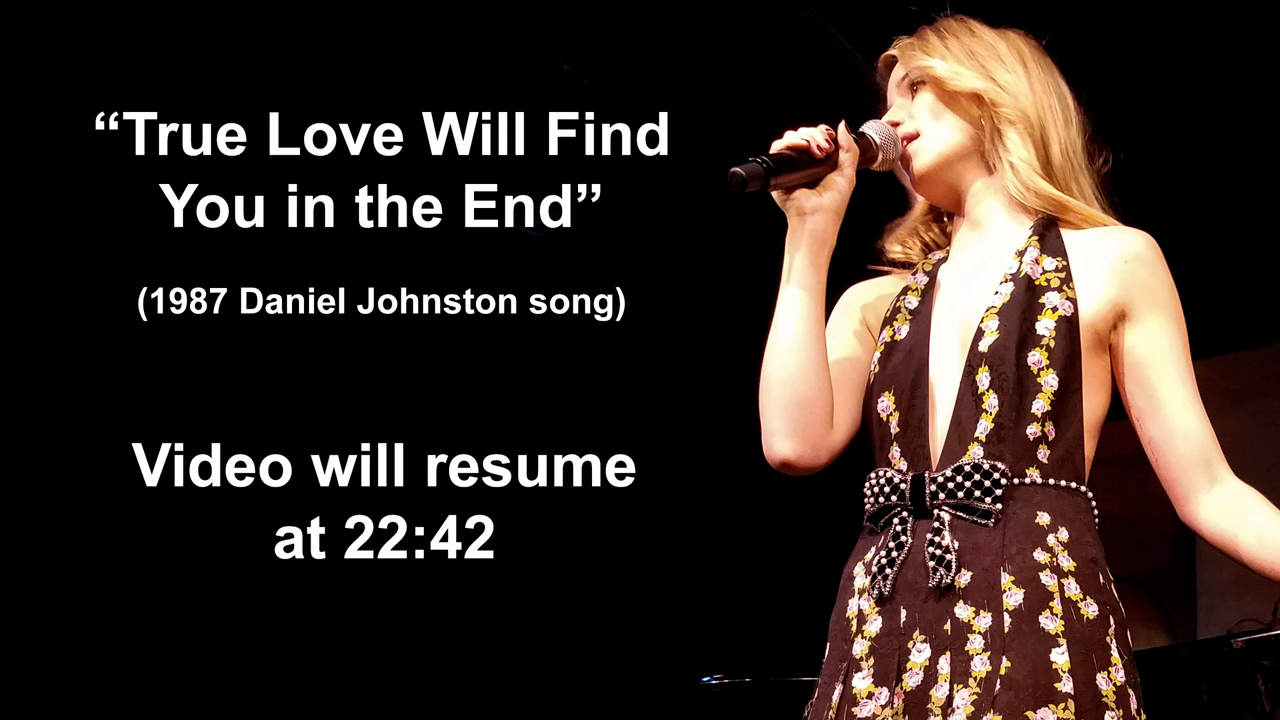 “True Love Will Find
You in the End”
(1987 Daniel Johnston song)
Video will resume
at 22:42